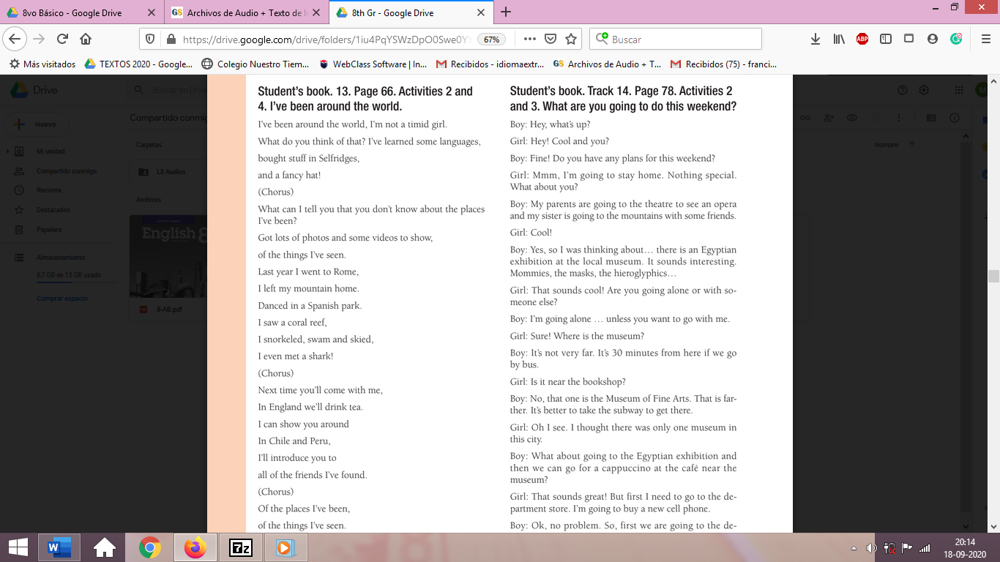 8vo Básico - Google Drive
Archivos de Audio + Texto de l
8th Gr - Google Drive
https://drive.google.com/drive/folders/1iu4PqYSWzDpO0Swe0Y
67%
Buscar
Más visitados
TEXTOS 2020 - Google...
Colegio Nuestro Tiem...
WebClass Software | In...
Recibidos - idiomaextr...
Archivos de Audio + T...
Recibidos (75) - franci...
Drive
Buscar en Drive
Nuevo
Mi unidad
Compartido conmigo
Reciente
Destacados
Papelera
Almacenamiento
6,7 GB de 15 GB usado
Comprar espacio
Compartido conmig
Carpetas
L8 Audios
Archivos
English 8
8-AB.pdf
Nombre
Student's book. 13. Page 66. Activities 2 and
4. I've been around the world.
I've been around the world, I'm not a timid girl.
What do you think of that? I've learned some languages,
bought stuff in Selfridges,
and a fancy hat!
(Chorus)
What can I tell you that you don't know about the places
I've been?
Got lots of photos and some videos to show,
of the things I've seen.
Last year I went to Rome,
I left my mountain home.
Danced in a Spanish park.
I saw a coral reef,
I snorkeled, swam and skied,
I even met a shark!
(Chorus)
Next time you'll come with me,
In England we'll drink tea.
I can show you around
In Chile and Peru,
I'll introduce you to
all of the friends I've found.
(Chorus)
Of the places I've been,
of the things I've seen.
Student's book. Track 14. Page 78. Activities 2
and 3. What are you going to do this weekend?
Boy: Hey, what's up?
Girl: Hey! Cool and you?
Boy: Fine! Do you have any plans for this weekend?
Girl: Mmm, I'm going to stay home. Nothing special.
What about you?
Boy: My parents are going to the theatre to see an opera
and my sister is going to the mountains with some friends.
Girl: Cool!
Boy: Yes, so I was thinking about… there is an Egyptian
exhibition at the local museum. It sounds interesting.
Mommies, the masks, the hieroglyphics…
Girl: That sounds cool! Are you going alone or with so-
meone else?
Boy: I'm going alone … unless you want to go with me.
Girl: Sure! Where is the museum?
Boy: It's not very far. It's 30 minutes from here if we go
by bus.
Girl: Is it near the bookshop?
Boy: No, that one is the Museum of Fine Arts. That is far-
ther. It's better to take the subway to get there.
Girl: Oh I see. I thought there was only one museum in
this city.
Boy: What about going to the Egyptian exhibition and
then we can go for a cappuccino at the café near the
museum?
Girl: That sounds great! But first I need to go to the de-
partment store. I'm going to buy a new cell phone.
Boy: Ok, no problem. So, first we are going to the de-
20:14
18-09-2020